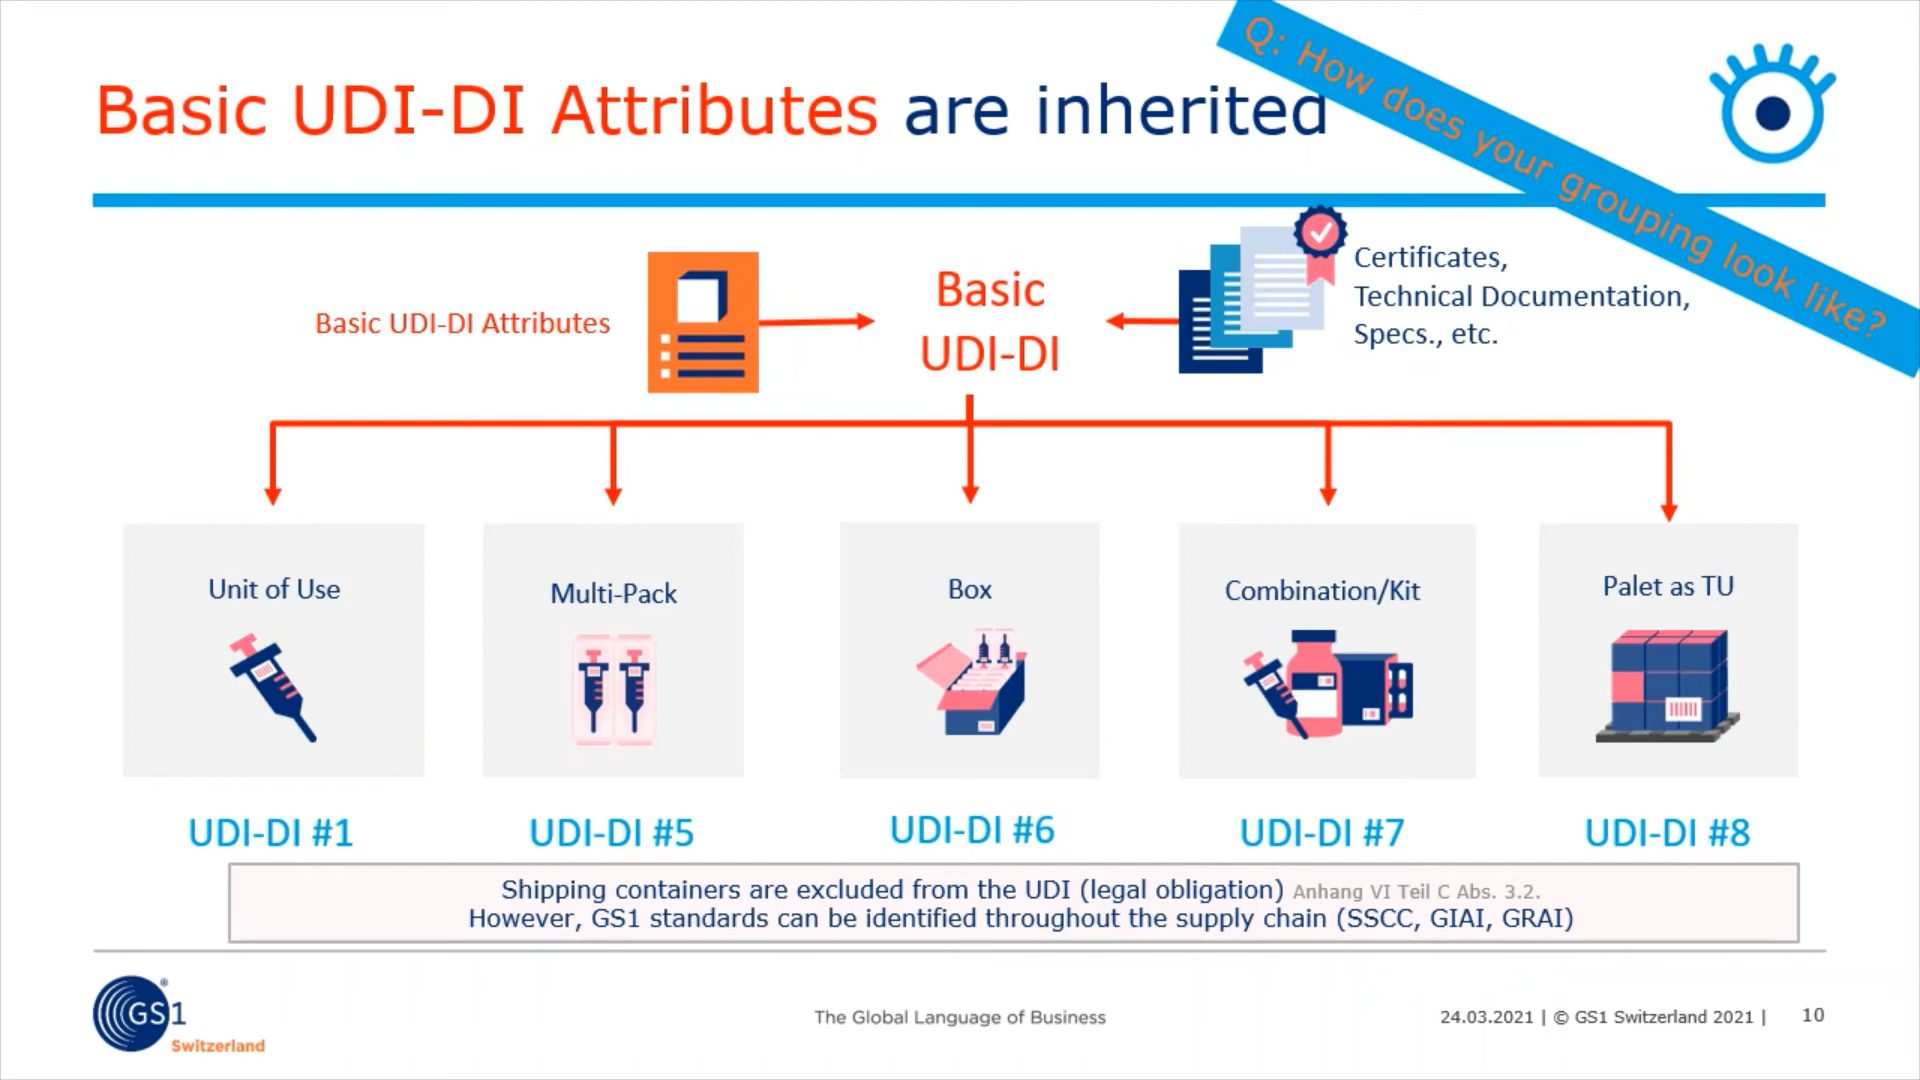 Basic UDI-DI Attributes are inherited
Q: How does your grouping look like?
Basic UDI-DI Attributes
Basic
UDI-DI
Certificates,
Technical Documentation,
Specs., etc.
Unit of Use
Multi-Pack
Box
Combination/Kit
Palet as TU
UDI-DI #1
UDI-DI #5
UDI-DI #6
UDI-DI #7
UDI-DI #8
Shipping containers are excluded from the UDI (legal obligation) Anhang VI Teil C Abs. 3.2.
However, GS1 standards can be identified throughout the supply chain (SSCC, GIAI, GRAI)
GS1 ®
Switzerland
The Global Language of Business
24.03.2021 | © GS1 Switzerland 2021 | 10